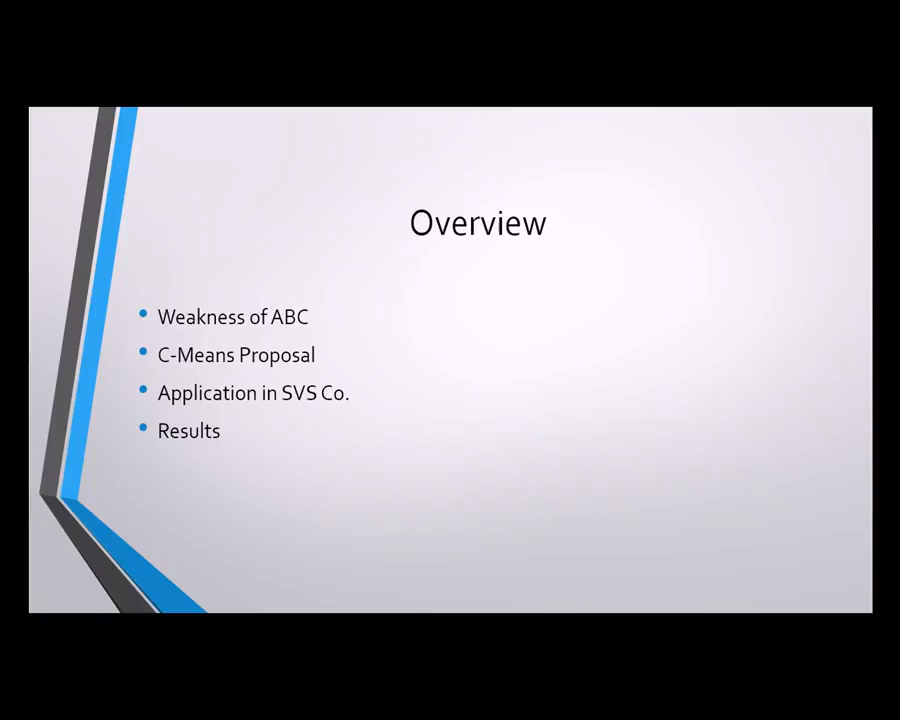 Overview
Weakness of ABC
C-Means Proposal
Application in SVS Co.
Results